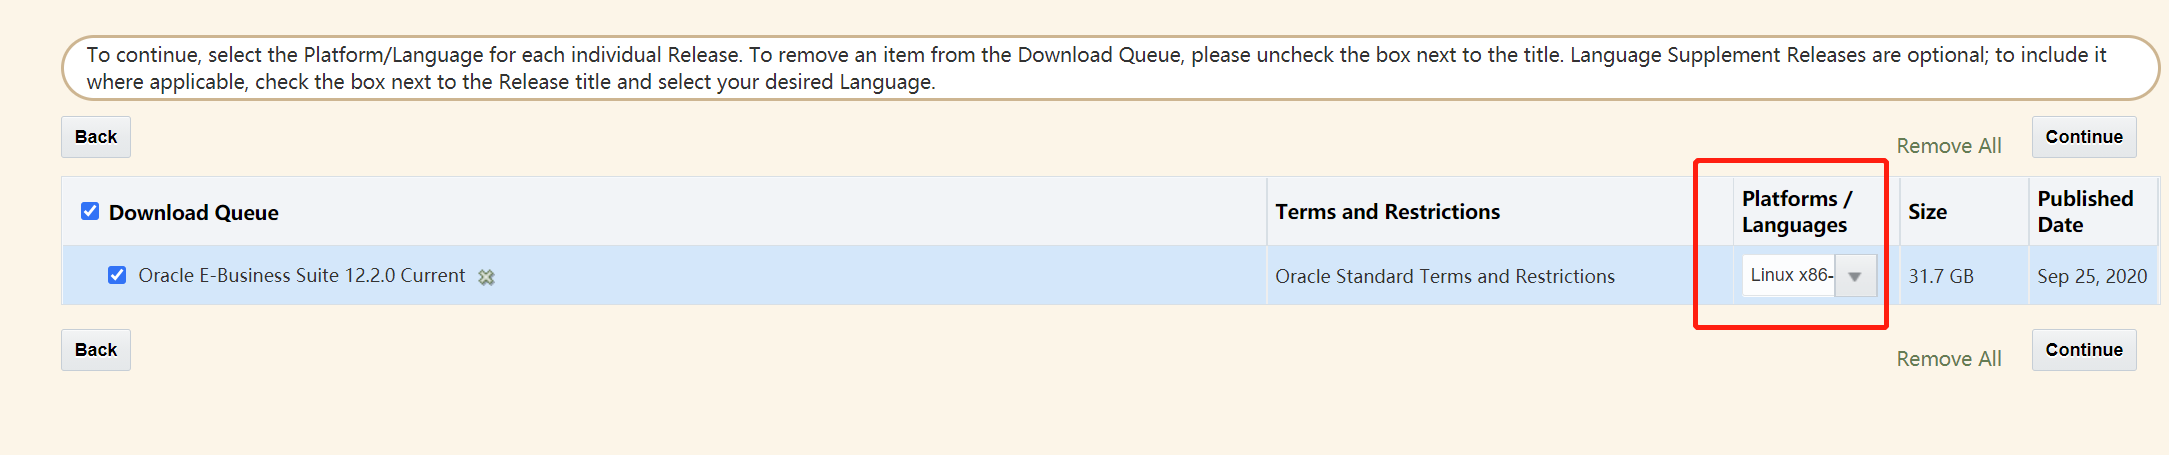 To continue, select the Platform/Language for each individual Release. To remove an item from the Download Queue, please uncheck the box next to the title. Language Supplement Releases are optional; to include it
where applicable, check the box next to the Release title and select your desired Language.
Back
Remove All
Continue
Download Queue
Terms and Restrictions
Platforms /
Languages
Size
Published
Date
Oracle E-Business Suite 12.2.0 Current
Oracle Standard Terms and Restrictions
Linux x86-
31.7 GB
Sep 25, 2020
Back
Remove All
Continue